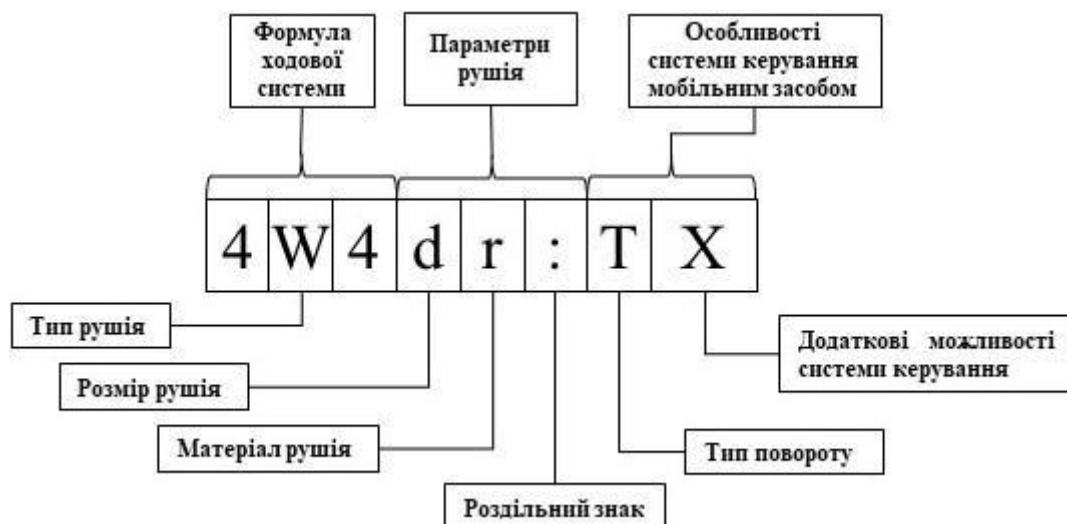 Формула
ходової
системи
Параметри
рушія
Особливості
системи керування
мобільним засобом
4 W 4 d r : T X
Тип рушія
Розмір рушія
Матеріал рушія
Роздільний знак
Тип повороту
Додаткові можливості
системи керування